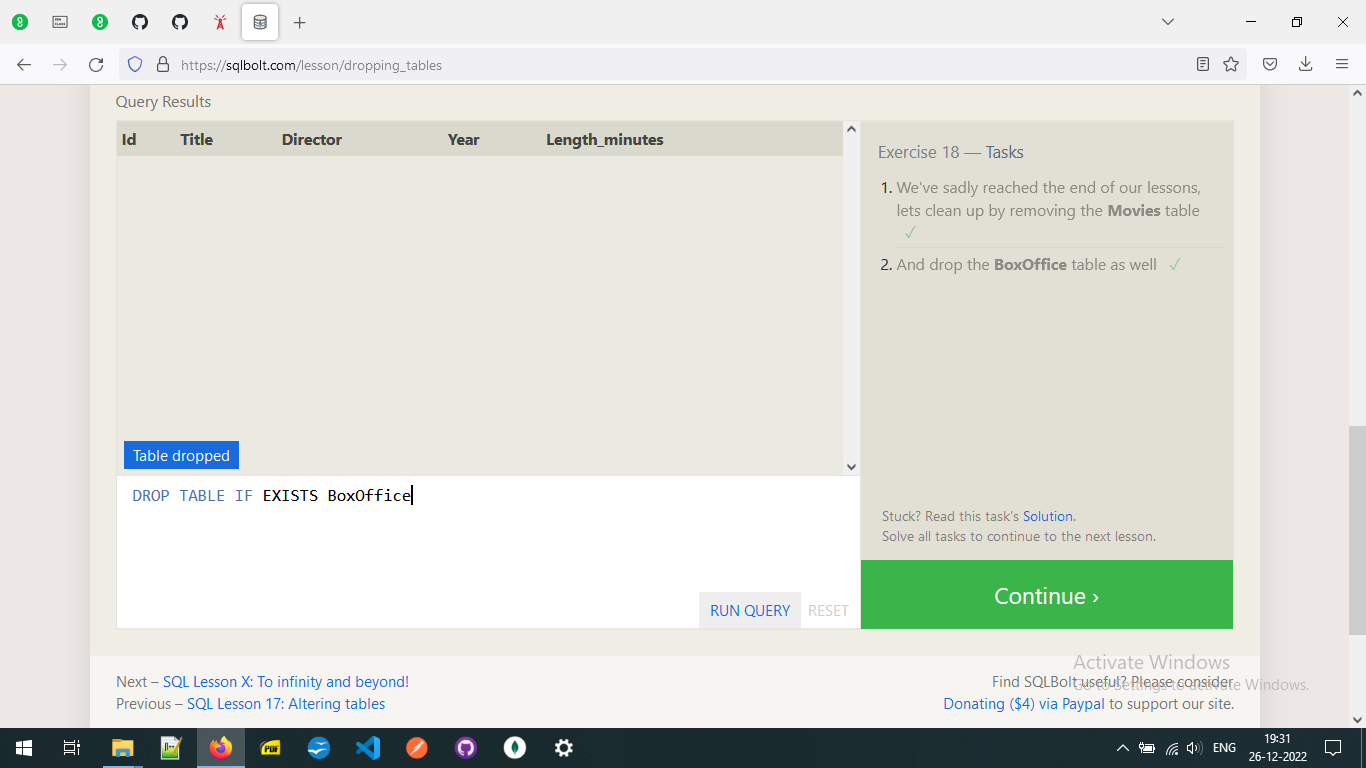 https://sqlbolt.com/lesson/dropping_tables
Query Results
Id Title Director Year Length_minutes
Table dropped
DROP TABLE IF EXISTS BoxOffice
RUN QUERY RESET
Exercise 18 — Tasks
1. We've sadly reached the end of our lessons,
lets clean up by removing the Movies table
✓
2. And drop the BoxOffice table as well ✓
Stuck? Read this task's Solution.
Solve all tasks to continue to the next lesson.
Continue ›
Next – SQL Lesson X: To infinity and beyond!
Previous – SQL Lesson 17: Altering tables
Find SQLBolt useful? Please consider
Donating ($4) via Paypal to support our site.
Activate Windows
Go to Settings to activate Windows.
PDF
ENG
19:31
26-12-2022